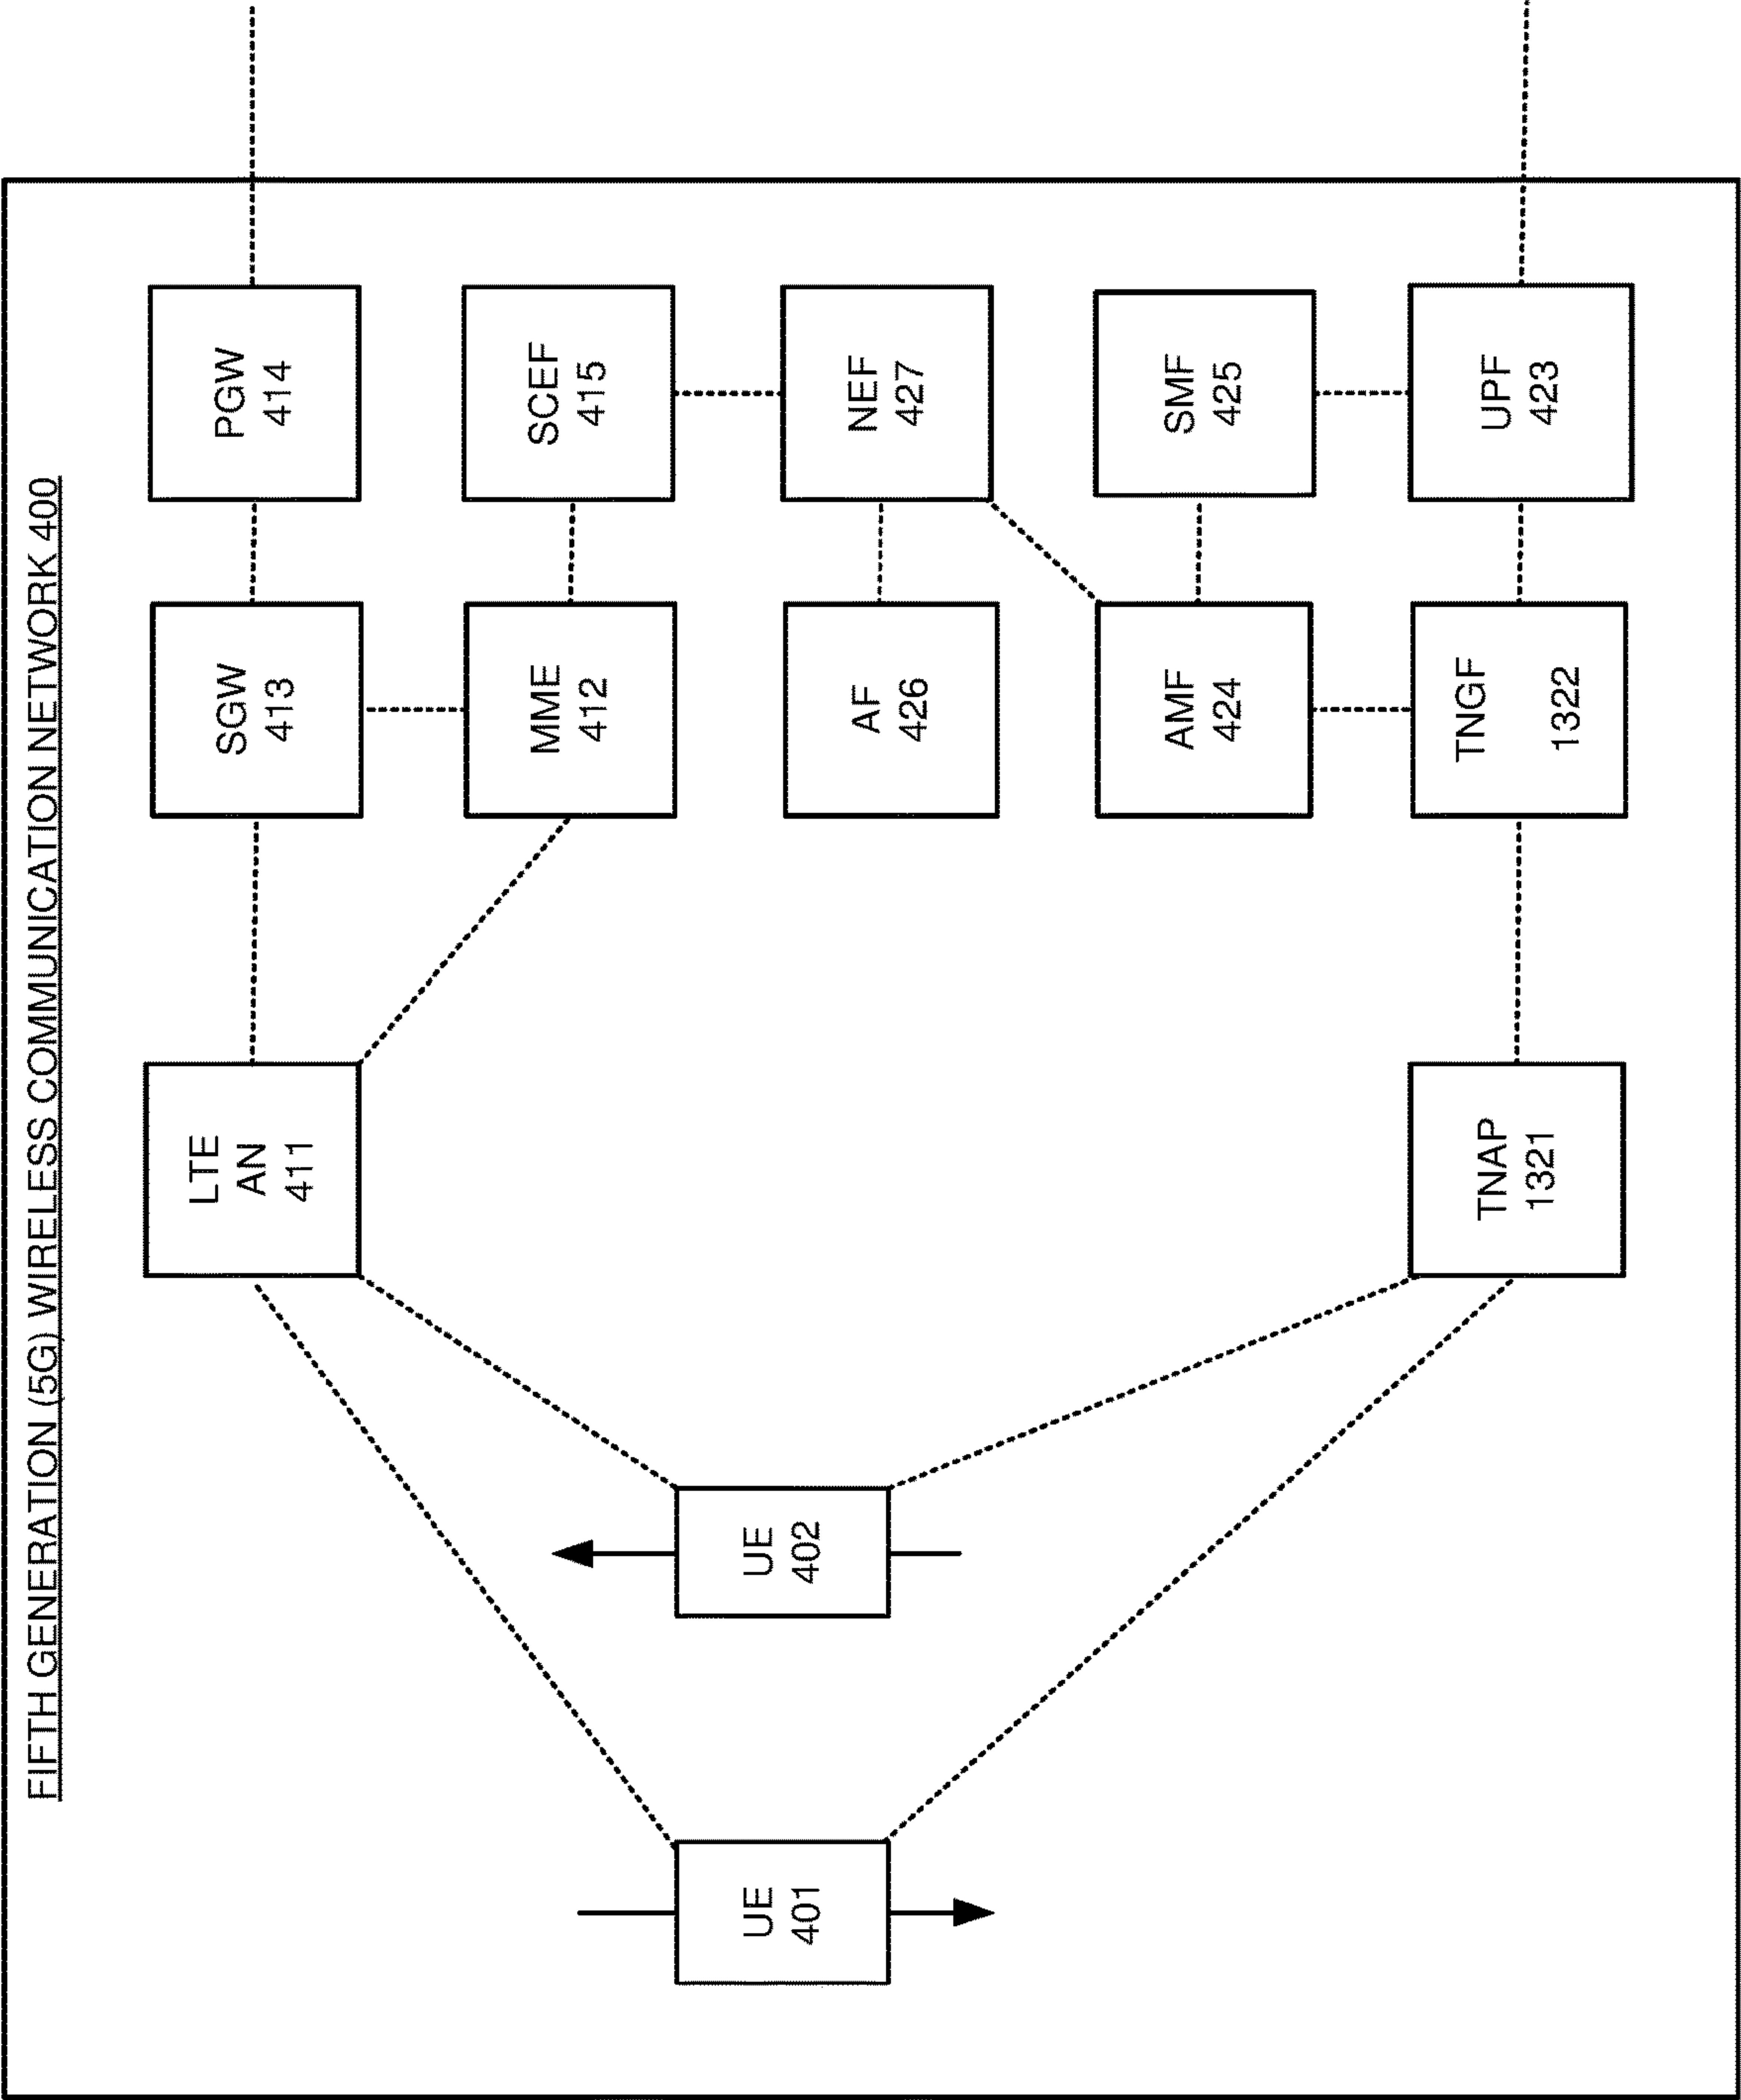 FIFTH GENERATION (5G) WIRELESS COMMUNICATION NETWORK 400
UE
401
UE
402
LTE
AN
411
SGW
413
PGW
414
MME
412
SCEF
415
AF
426
NEF
427
AMF
424
SMF
425
TNAP
1321
TNGF
1322
UPF
423